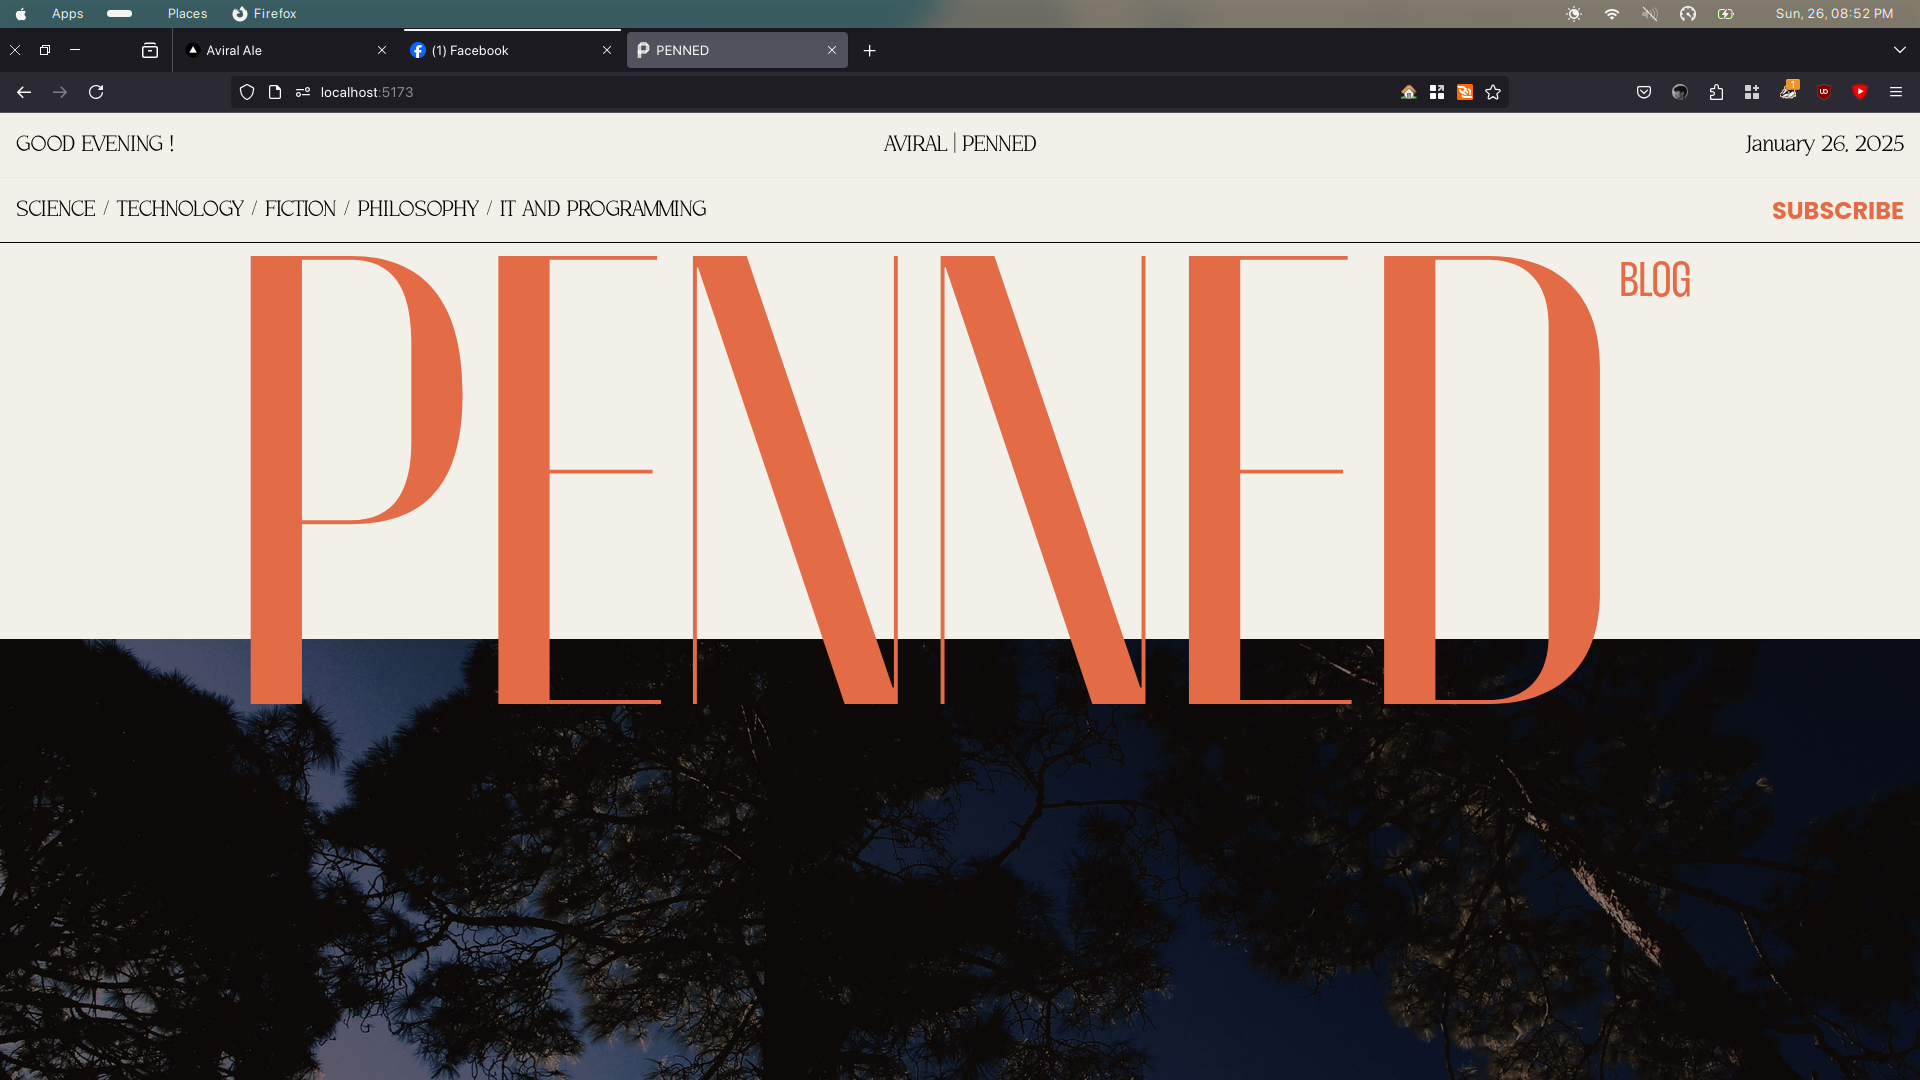 Apps Places Firefox Sun, 26, 08:52 PM
Aviral Ale (1) Facebook PENNED
localhost:5173
GOOD EVENING ! AVIRAL | PENNED January 26, 2025
SCIENCE / TECHNOLOGY / FICTION / PHILOSOPHY / IT AND PROGRAMMING SUBSCRIBE
PENNED BLOG